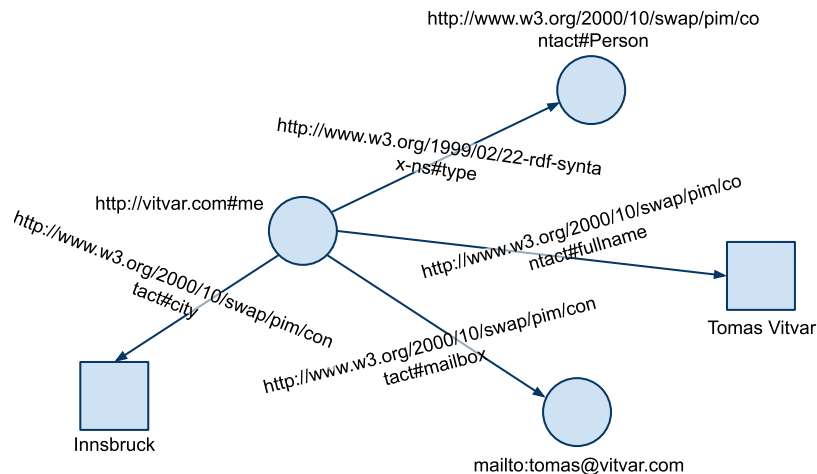 http://www.w3.org/2000/10/swap/pim/co
ntact#Person
http://www.w3.org/1999/02/22-rdf-synta
x-ns#type
http://vitvar.com#me
http://www.w3.org/2000/10/swap/pim/co
ntact#fullname
http://www.w3.org/2000/10/swap/pim/con
tact#city
Tomas Vitvar
http://www.w3.org/2000/10/swap/pim/con
tact#mailbox
Innsbruck
mailto:tomas@vitvar.com